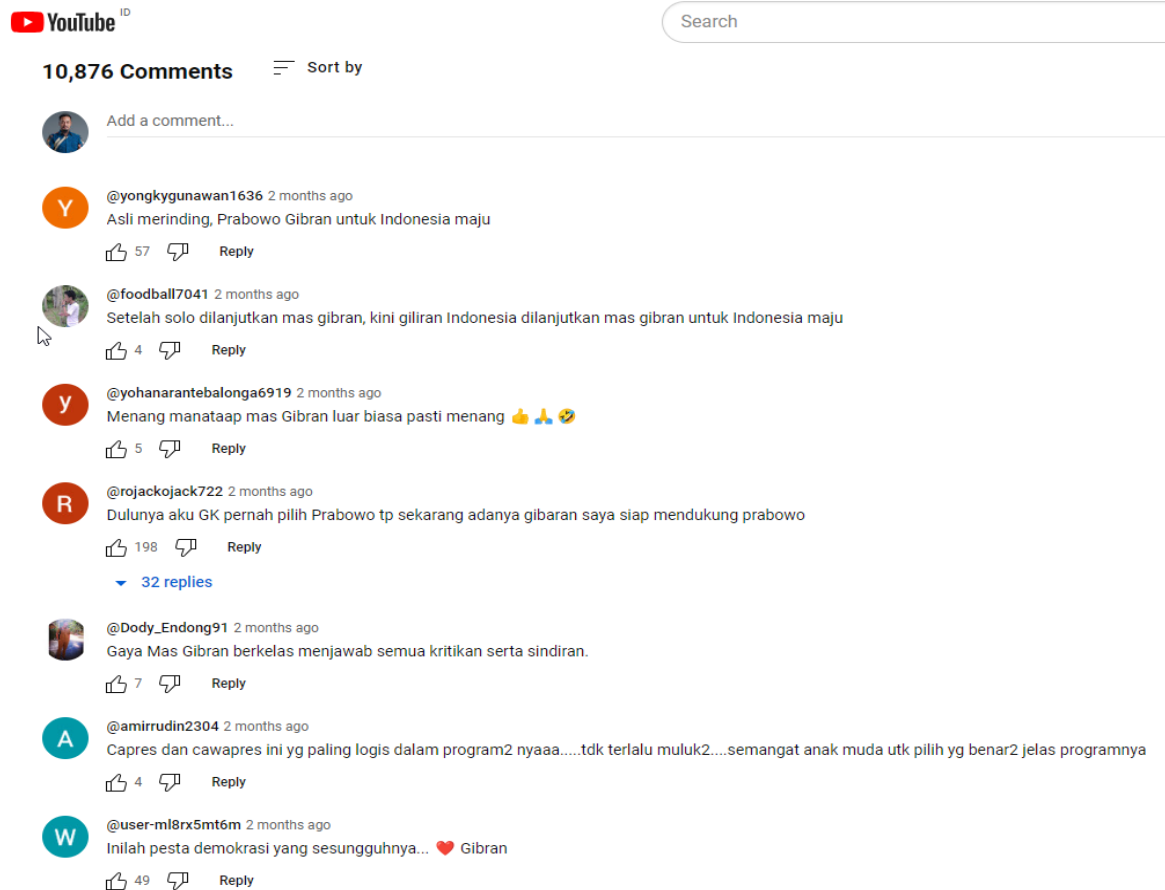 YouTube ID
Search
10,876 Comments
Sort by
Add a comment...
@yongkygunawan1636 2 months ago
Asli merinding, Prabowo Gibran untuk Indonesia maju
57 Reply
@foodball7041 2 months ago
Setelah solo dilanjutkan mas gibran, kini giliran Indonesia dilanjutkan mas gibran untuk Indonesia maju
4 Reply
@yohanarantebalonga6919 2 months ago
Menang manataap mas Gibran luar biasa pasti menang 👍🙏🤣
5 Reply
@rojackojack722 2 months ago
Dulunya aku GK pernah pilih Prabowo tp sekarang adanya gibaran saya siap mendukung prabowo
198 Reply
32 replies
@Dody_Endong91 2 months ago
Gaya Mas Gibran berkelas menjawab semua kritikan serta sindiran.
7 Reply
@amirrudin2304 2 months ago
Capres dan cawapres ini yg paling logis dalam program2 nyaaa.....tdk terlalu muluk2....semangat anak muda utk pilih yg benar2 jelas programnya
4 Reply
@user-ml8rx5mt6m 2 months ago
Inilah pesta demokrasi yang sesungguhnya... ❤️ Gibran
49 Reply
Y
y
R
A
W